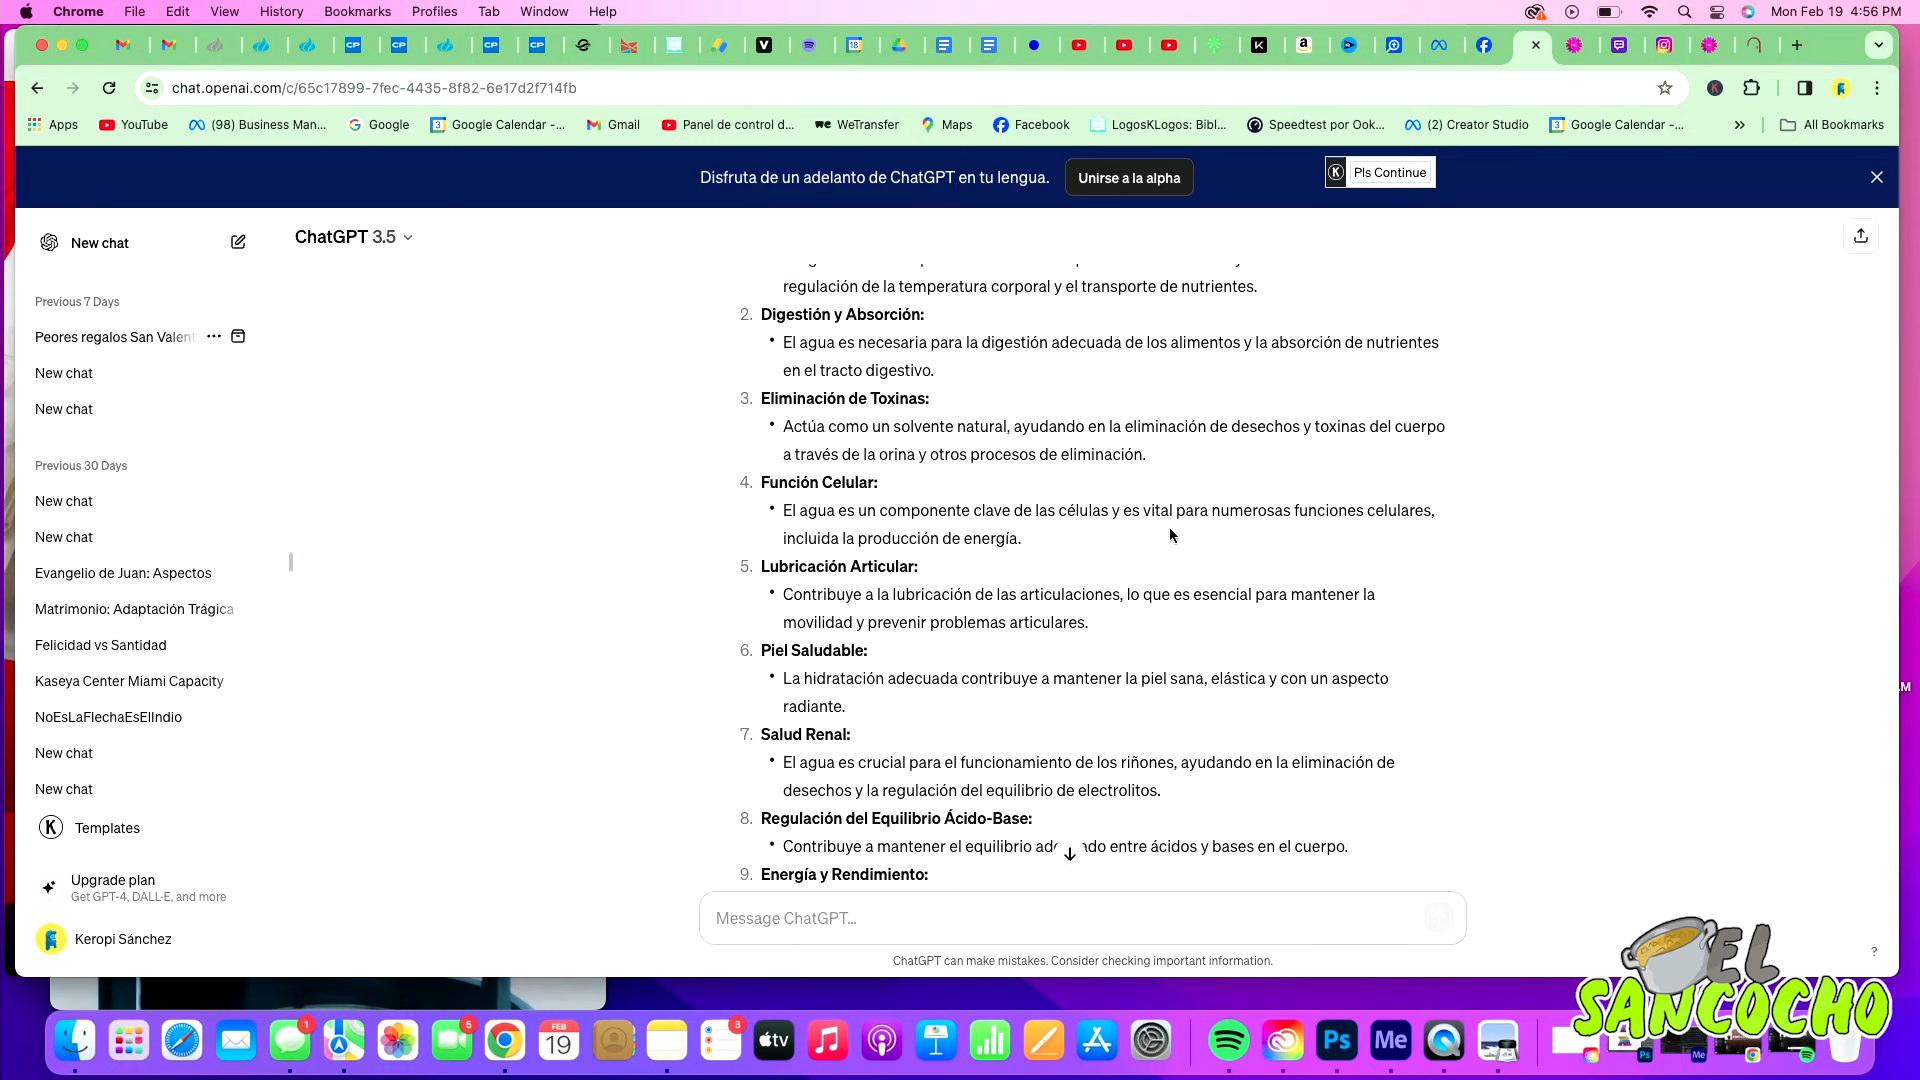 Chrome File Edit View History Bookmarks Profiles Tab Window Help
Mon Feb 19 4:56 PM
chat.openai.com/c/65c17899-7fec-4435-8f82-6e17d2f714fb
Apps YouTube (98) Business Man... Google Google Calendar -... Gmail Panel de control d... WeTransfer Maps Facebook LogosKLogos: Bibl... Speedtest por Ook... (2) Creator Studio Google Calendar -... » All Bookmarks
Disfruta de un adelanto de ChatGPT en tu lengua. Unirse a la alpha
K Pls Continue
New chat
ChatGPT 3.5
Previous 7 Days
Peores regalos San Valent
New chat
New chat
Previous 30 Days
New chat
New chat
Evangelio de Juan: Aspectos
Matrimonio: Adaptación Trágica
Felicidad vs Santidad
Kaseya Center Miami Capacity
NoEsLaFlechaEsElIndio
New chat
New chat
K Templates
Upgrade plan
Get GPT-4, DALL·E, and more
Keropi Sánchez
regulación de la temperatura corporal y el transporte de nutrientes.
2. Digestión y Absorción:
• El agua es necesaria para la digestión adecuada de los alimentos y la absorción de nutrientes
en el tracto digestivo.
3. Eliminación de Toxinas:
• Actúa como un solvente natural, ayudando en la eliminación de desechos y toxinas del cuerpo
a través de la orina y otros procesos de eliminación.
4. Función Celular:
• El agua es un componente clave de las células y es vital para numerosas funciones celulares,
incluida la producción de energía.
5. Lubricación Articular:
• Contribuye a la lubricación de las articulaciones, lo que es esencial para mantener la
movilidad y prevenir problemas articulares.
6. Piel Saludable:
• La hidratación adecuada contribuye a mantener la piel sana, elástica y con un aspecto
radiante.
7. Salud Renal:
• El agua es crucial para el funcionamiento de los riñones, ayudando en la eliminación de
desechos y la regulación del equilibrio de electrolitos.
8. Regulación del Equilibrio Ácido-Base:
• Contribuye a mantener el equilibrio entre ácidos y bases en el cuerpo.
9. Energía y Rendimiento:
Message ChatGPT...
ChatGPT can make mistakes. Consider checking important information.
?
EL
SANCOCHO
1
5
FEB
19
3
tv
Ps
Me